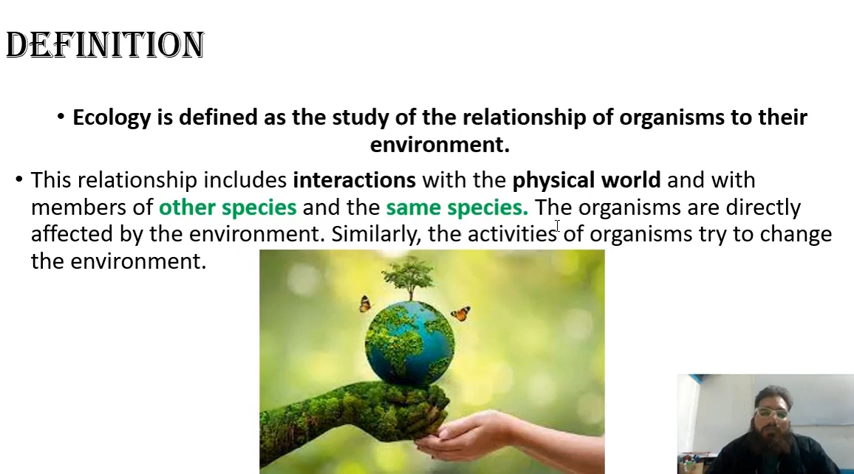 DEFINITION
• Ecology is defined as the study of the relationship of organisms to their
environment.
• This relationship includes interactions with the physical world and with
members of other species and the same species. The organisms are directly
affected by the environment. Similarly, the activities of organisms try to change
the environment.